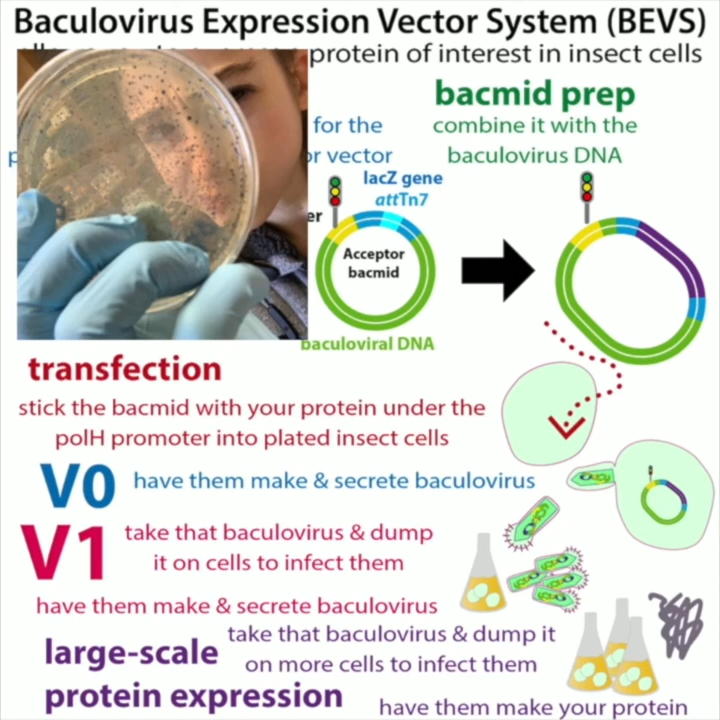 Baculovirus Expression Vector System (BEVS)
protein of interest in insect cells
bacmid prep
for the
combine it with the
vector
baculovirus DNA
lacZ gene
attTn7
Acceptor
bacmid
baculoviral DNA
transfection
stick the bacmid with your protein under the
polH promoter into plated insect cells
V0
have them make & secrete baculovirus
V1
take that baculovirus & dump
it on cells to infect them
have them make & secrete baculovirus
large-scale
protein expression
take that baculovirus & dump it
on more cells to infect them
have them make your protein